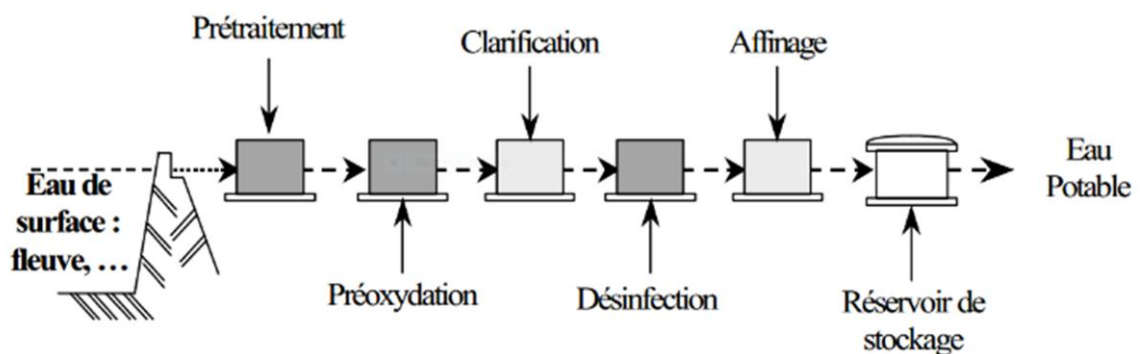 Prétraitement
Clarification
Affinage
Eau de
surface :
fleuve, …
Eau
Potable
Préoxydation
Désinfection
Réservoir de
stockage